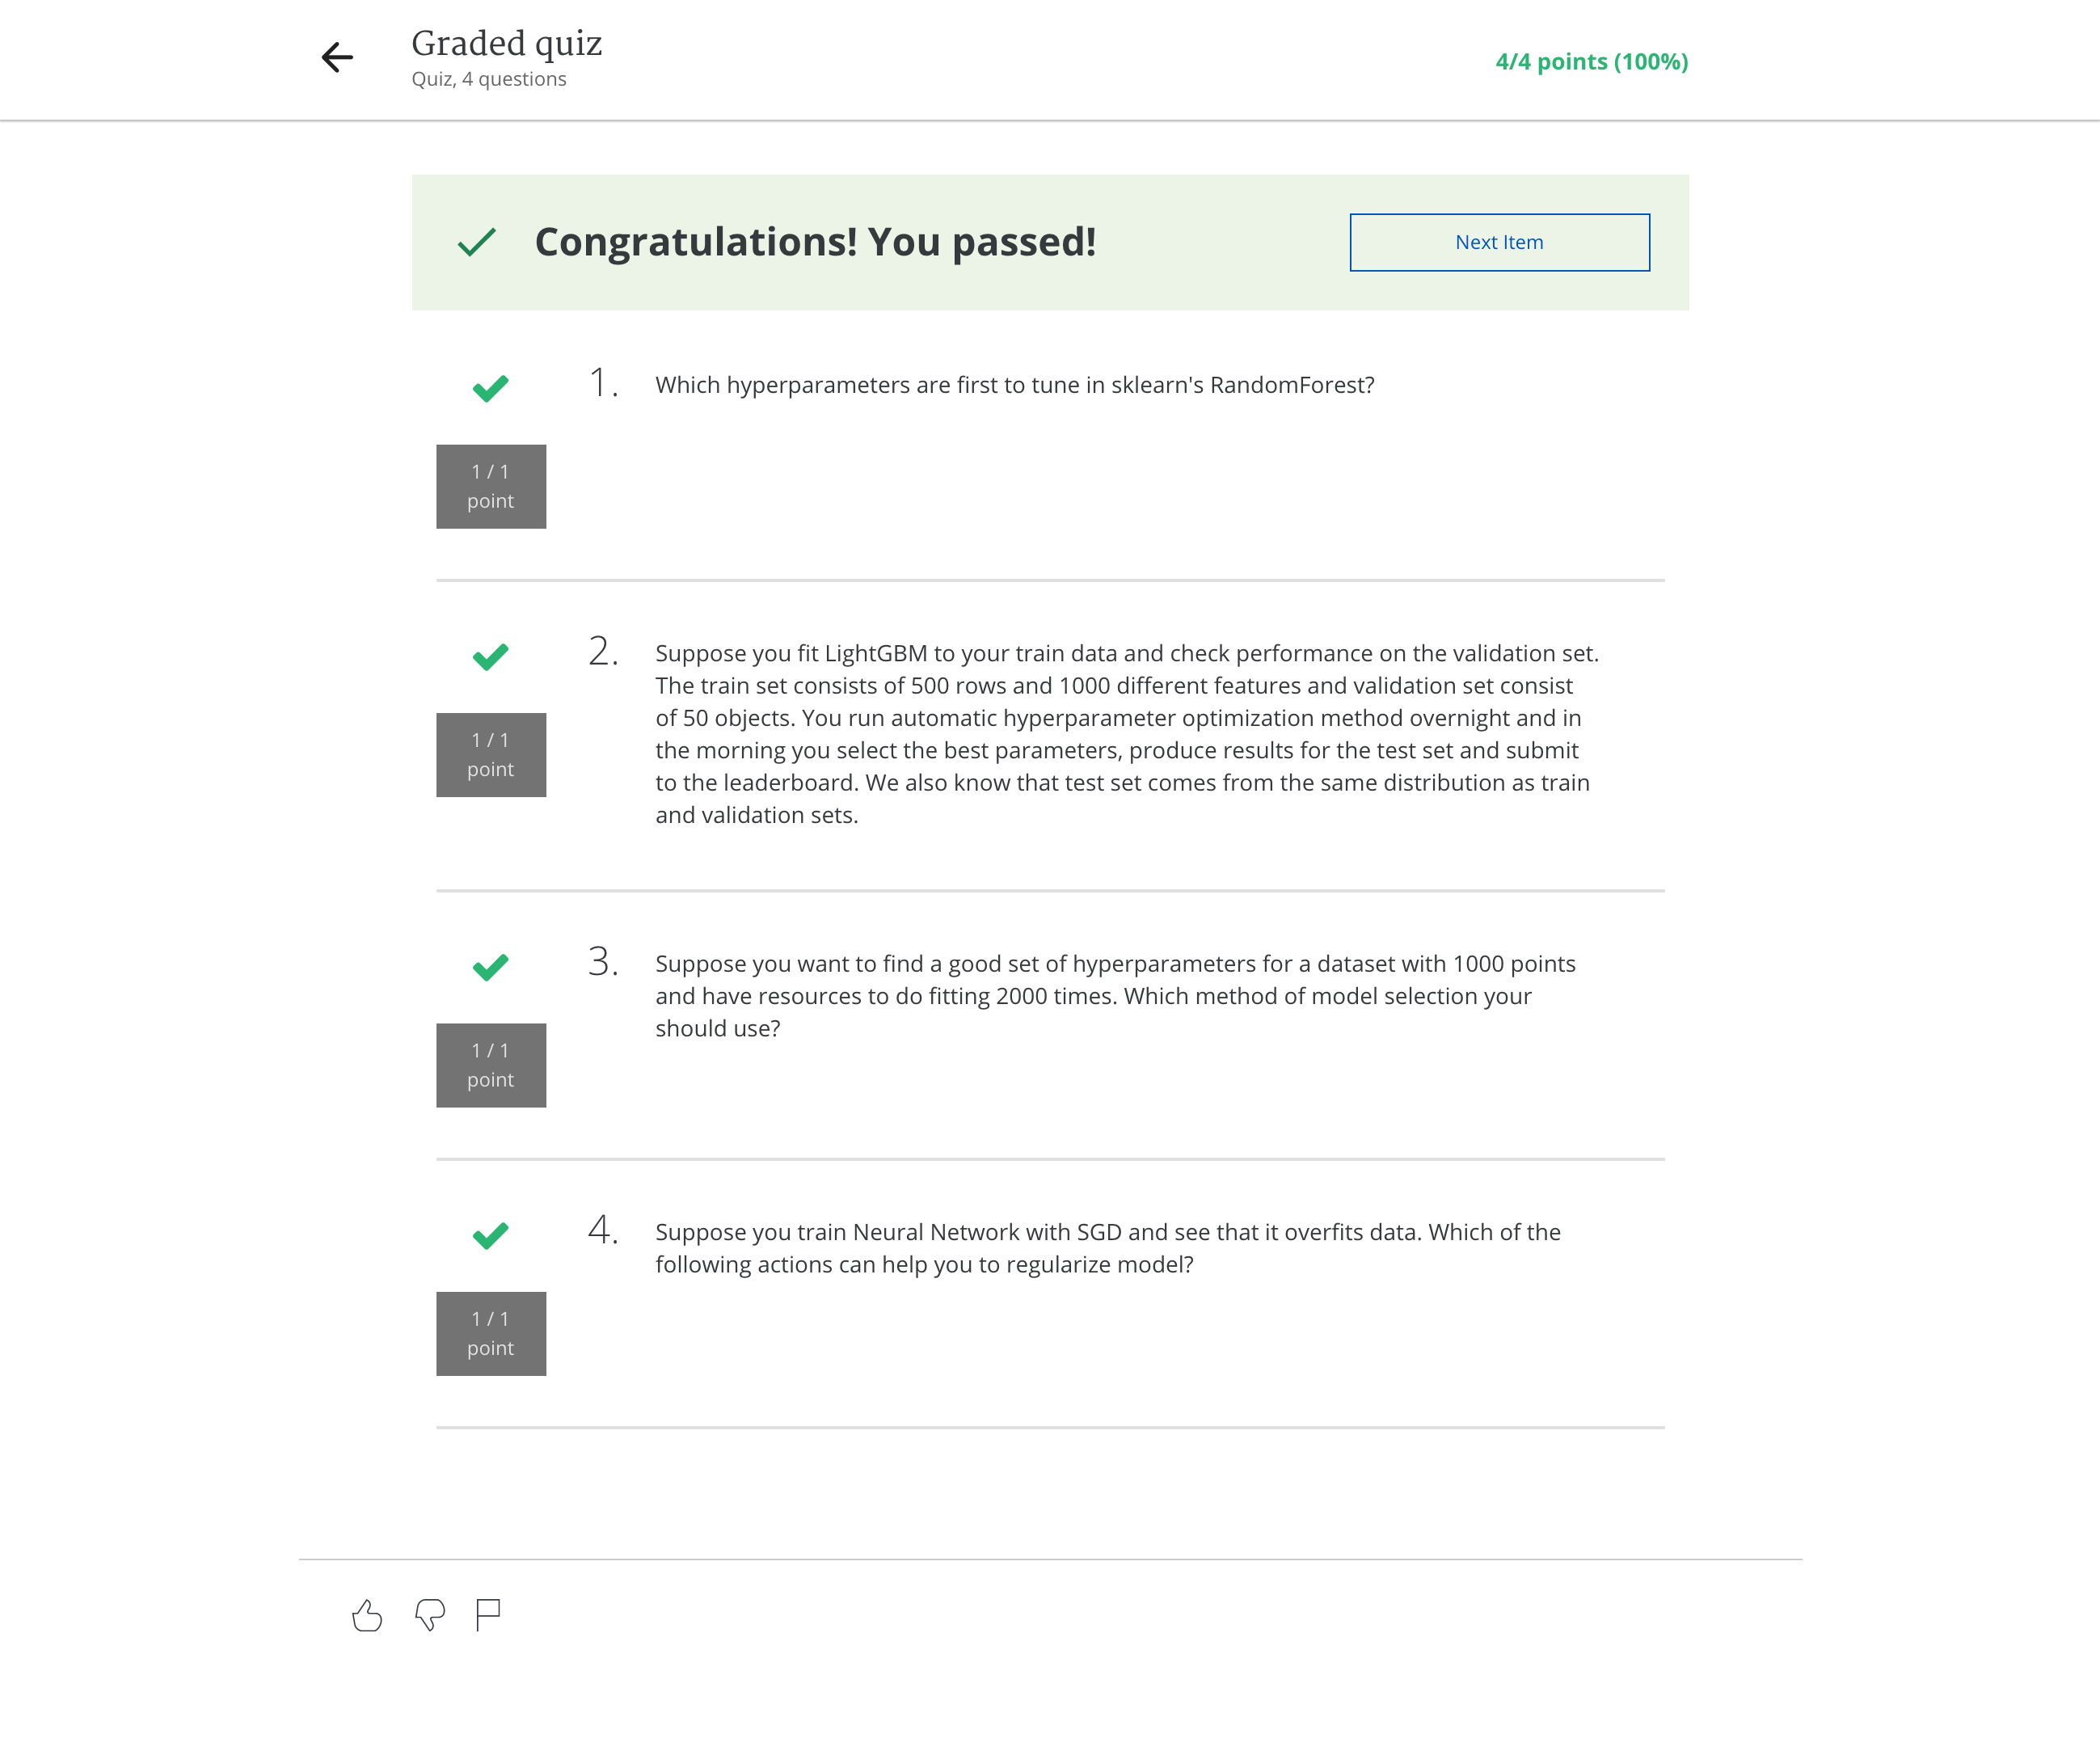 Graded quiz
Quiz, 4 questions
4/4 points (100%)
Congratulations! You passed!
Next Item
1. Which hyperparameters are first to tune in sklearn's RandomForest?
1 / 1
point
2. Suppose you fit LightGBM to your train data and check performance on the validation set.
The train set consists of 500 rows and 1000 different features and validation set consist
of 50 objects. You run automatic hyperparameter optimization method overnight and in
the morning you select the best parameters, produce results for the test set and submit
to the leaderboard. We also know that test set comes from the same distribution as train
and validation sets.
1 / 1
point
3. Suppose you want to find a good set of hyperparameters for a dataset with 1000 points
and have resources to do fitting 2000 times. Which method of model selection your
should use?
1 / 1
point
4. Suppose you train Neural Network with SGD and see that it overfits data. Which of the
following actions can help you to regularize model?
1 / 1
point